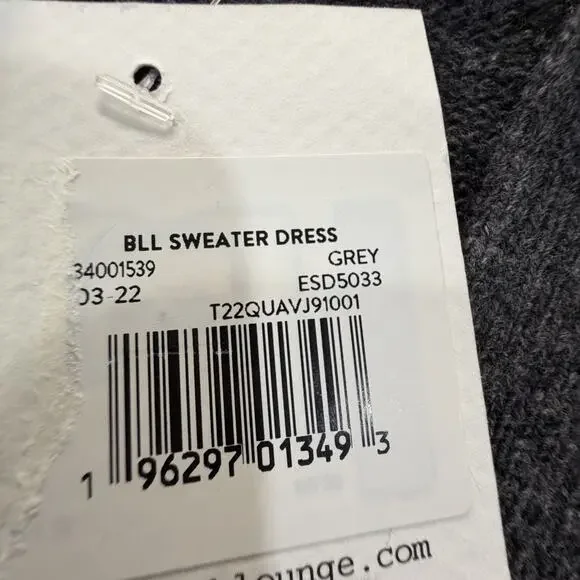 BLL SWEATER DRESS
34001539 GREY
03-22 ESD5033
T22QUAVJ91001
1 96297 01349 3
lounge.com